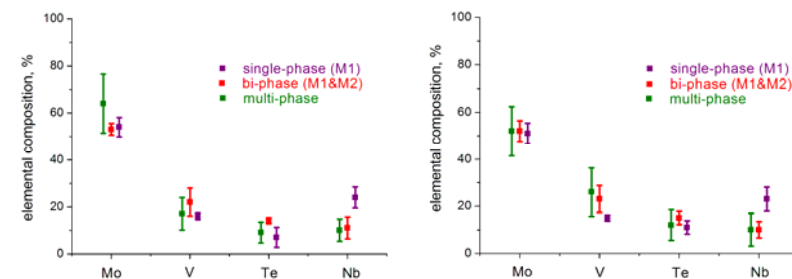 elemental composition, %
100
80
60
40
20
0
single-phase (M1)
bi-phase (M1&M2)
multi-phase
Mo V Te Nb
elemental composition, %
100
80
60
40
20
0
single-phase (M1)
bi-phase (M1&M2)
multi-phase
Mo V Te Nb